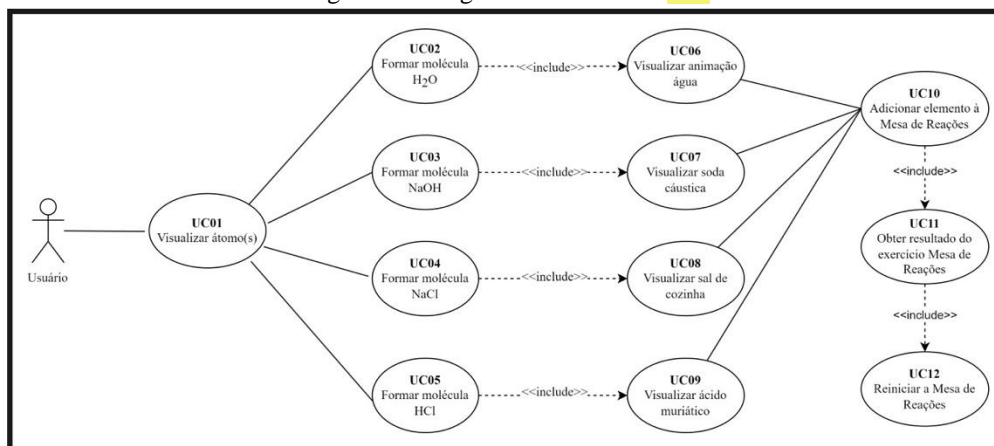 UC02
Formar molécula
H2O
<<include>>
UC06
Visualizar animação
água
UC10
Adicionar elemento à
Mesa de Reações
UC03
Formar molécula
NaOH
<<include>>
UC07
Visualizar soda
cáustica
<<include>>
UC01
Visualizar átomo(s)
Usuário
UC04
Formar molécula
NaCl
<<include>>
UC08
Visualizar sal de
cozinha
UC11
Obter resultado do
exercício Mesa de
Reações
<<include>>
UC05
Formar molécula
HCl
<<include>>
UC09
Visualizar ácido
muriático
UC12
Reiniciar a Mesa de
Reações